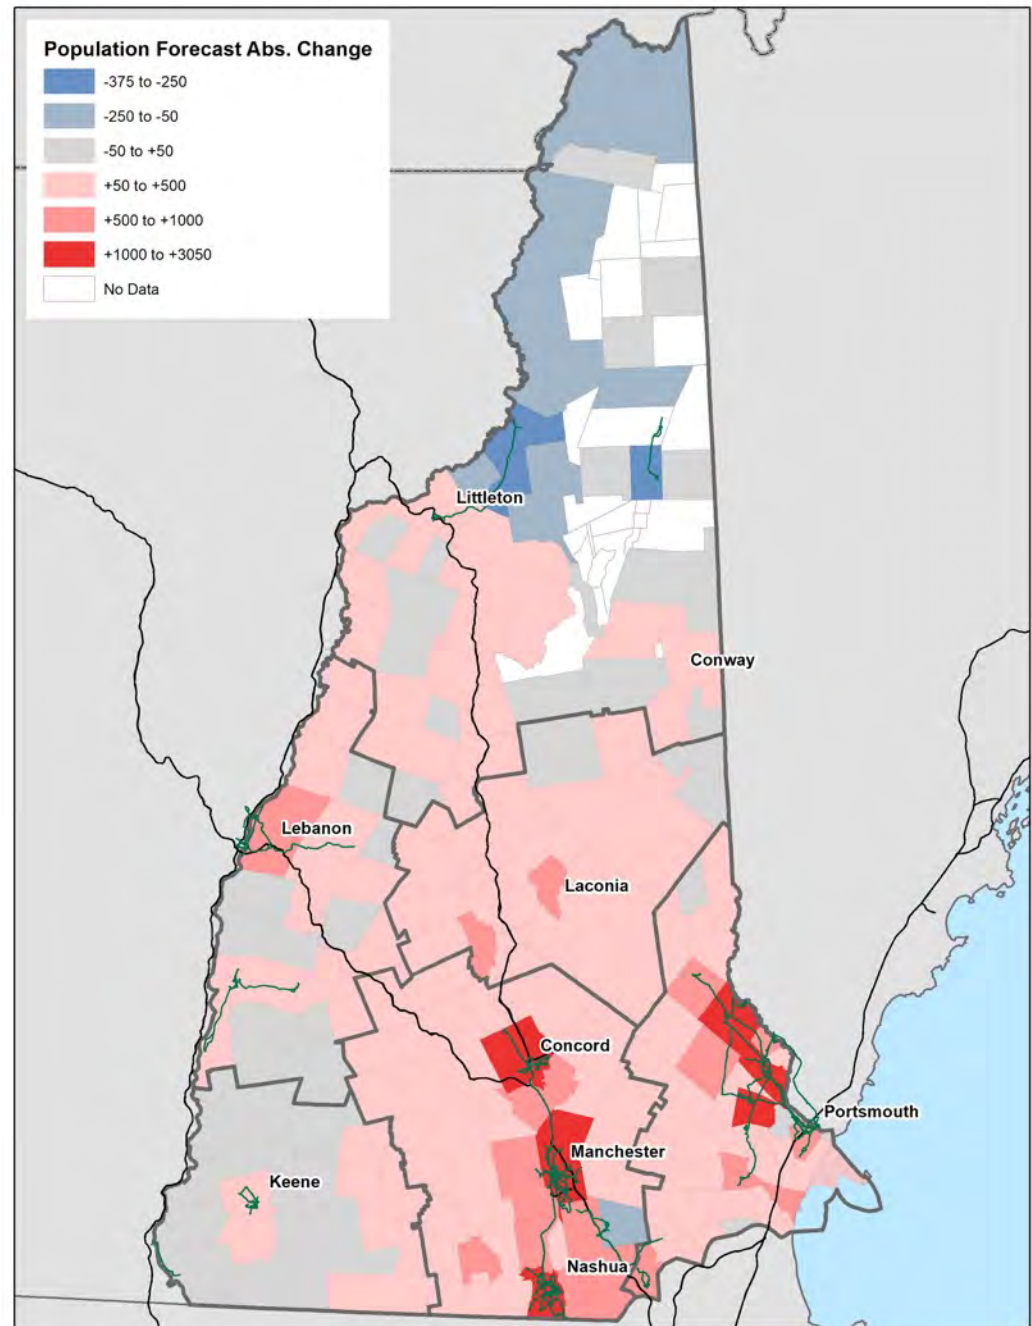 Population Forecast Abs. Change
-375 to -250
-250 to -50
-50 to +50
+50 to +500
+500 to +1000
+1000 to +3050
No Data
Littleton
Conway
Lebanon
Laconia
Concord
Portsmouth
Manchester
Keene
Nashua